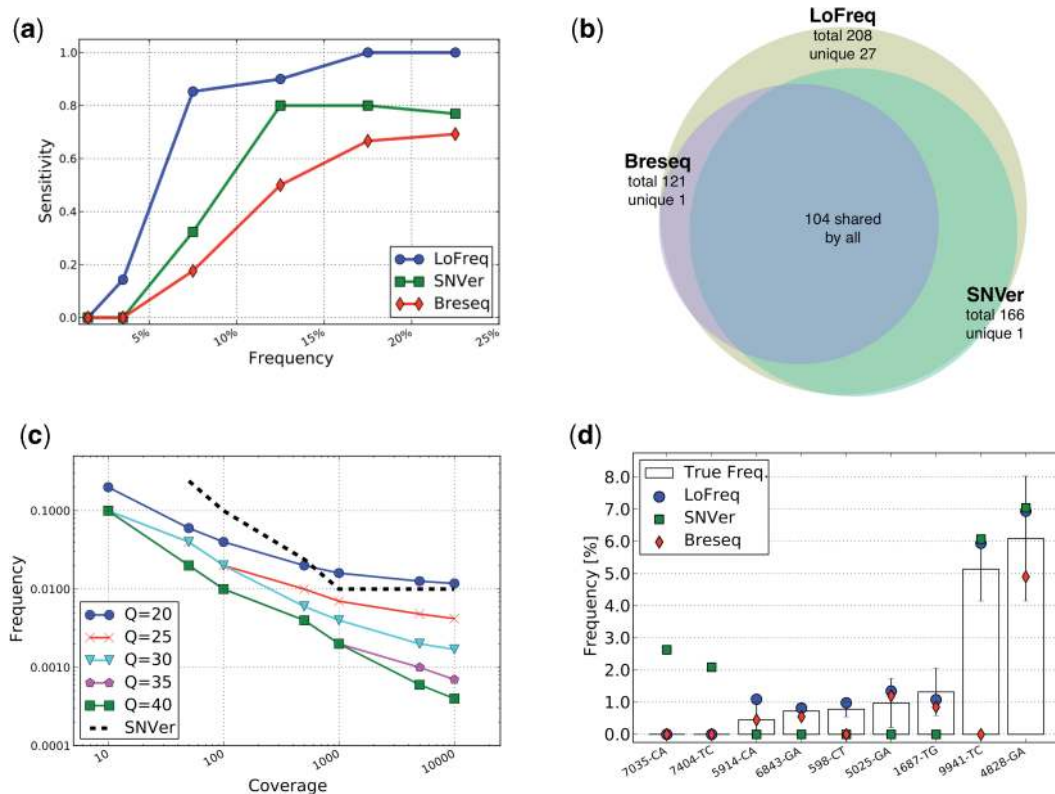 (a)
1.0
0.8
0.6
0.4
0.2
0.0
Sensitivity
LoFreq
SNVer
Breseq
5%
10%
15%
20%
25%
Frequency
(b)
LoFreq
total 208
unique 27
Breseq
total 121
unique 1
104 shared
by all
SNVer
total 166
unique 1
(c)
0.1000
0.0100
0.0010
0.0001
Frequency
Q=20
Q=25
Q=30
Q=35
Q=40
SNVer
10
100
1000
10000
Coverage
(d)
8.0
7.0
6.0
5.0
4.0
3.0
2.0
1.0
0.0
Frequency [%]
True Freq.
LoFreq
SNVer
Breseq
7035-CA
7404-TC
5914-CA
6843-GA
598-CT
5025-GA
1687-TG
9941-TC
4828-GA